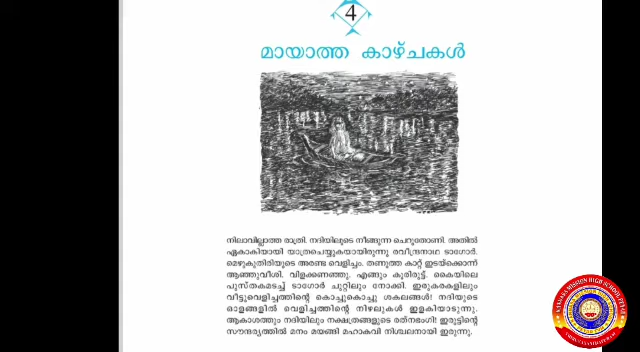 4
മായാത്ത കാഴ്ചകൾ
നിലാവില്ലാത്ത രാത്രി. നദിയിലൂടെ നീങ്ങുന്ന ചെറുതോണി. അതിൽ
ഏകാകിയായി യാത്രചെയ്യുകയായിരുന്നു രവീന്ദ്രനാഥ ടാഗോർ.
മെഴുകുതിരിയുടെ അരണ്ട വെളിച്ചം. തണുത്ത കാറ്റ് ഇടയ്ക്കൊന്ന്
ആഞ്ഞുവീശി. വിളക്കണഞ്ഞു. എങ്ങും കൂരിരുട്ട്. കൈയിലെ
പുസ്തകമടച്ച് ടാഗോർ ചുറ്റിലും നോക്കി. ഇരുകരകളിലും
വീട്ടുവെളിച്ചത്തിന്റെ കൊച്ചുകൊച്ചു ശകലങ്ങൾ! നദിയുടെ
ഓളങ്ങളിൽ വെളിച്ചത്തിന്റെ നിഴലുകൾ ഇളകിയാടുന്നു.
ആകാശത്തും നദിയിലും നക്ഷത്രങ്ങളുടെ രത്നഭംഗി! ഇരുട്ടിന്റെ
സൗന്ദര്യത്തിൽ മനം മയങ്ങി മഹാകവി നിശ്ചലനായി ഇരുന്നു.